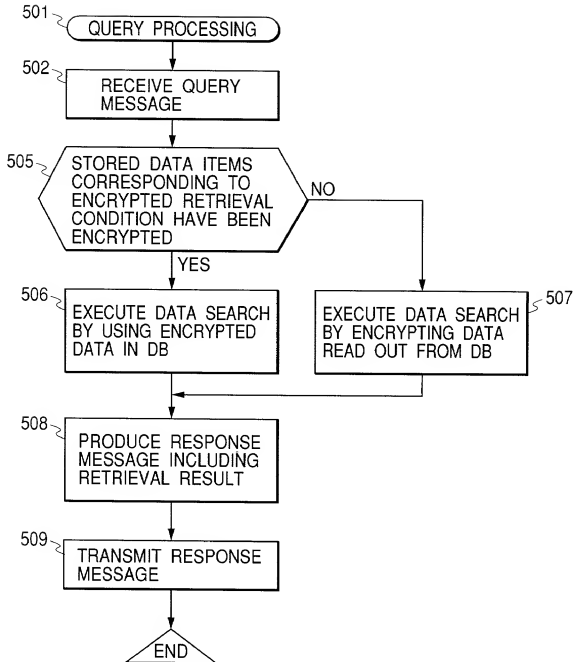 501
QUERY PROCESSING
502
RECEIVE QUERY
MESSAGE
505
STORED DATA ITEMS
CORRESPONDING TO
ENCRYPTED RETRIEVAL
CONDITION HAVE BEEN
ENCRYPTED
NO
YES
506
EXECUTE DATA SEARCH
BY USING ENCRYPTED
DATA IN DB
507
EXECUTE DATA SEARCH
BY ENCRYPTING DATA
READ OUT FROM DB
508
PRODUCE RESPONSE
MESSAGE INCLUDING
RETRIEVAL RESULT
509
TRANSMIT RESPONSE
MESSAGE
END